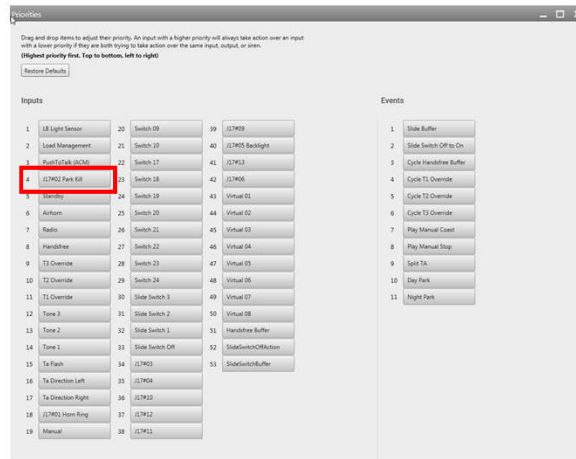 Priorities
Drag and drop items to adjust their priority. An input with a higher priority will always take action over an input
with a lower priority if they are both trying to take action over the same input, output, or siren.
(Highest priority first. Top to bottom, left to right)
Restore Defaults
Inputs
1 LB Light Sensor
2 Load Management
3 PushToTalk (ACM)
4 J17#02 Park Kill
5 Standby
6 Airhorn
7 Radio
8 Handsfree
9 T3 Override
10 T2 Override
11 T1 Override
12 Tone 3
13 Tone 2
14 Tone 1
15 Ta Flash
16 Ta Direction Left
17 Ta Direction Right
18 J17#01 Horn Ring
19 Manual
20 Switch 09
21 Switch 10
22 Switch 17
23 Switch 18
24 Switch 19
25 Switch 20
26 Switch 21
27 Switch 22
28 Switch 23
29 Switch 24
30 Slide Switch 3
31 Slide Switch 2
32 Slide Switch 1
33 Slide Switch Off
34 J17#03
35 J17#04
36 J17#10
37 J17#12
38 J17#11
39 J17#09
40 J17#05 Backlight
41 J17#13
42 J17#06
43 Virtual 01
44 Virtual 02
45 Virtual 03
46 Virtual 04
47 Virtual 05
48 Virtual 06
49 Virtual 07
50 Virtual 08
51 Handsfree Buffer
52 SlideSwitchOffAction
53 SlideSwitchBuffer
Events
1 Slide Buffer
2 Slide Switch Off to On
3 Cycle Handsfree Buffer
4 Cycle T1 Override
5 Cycle T2 Override
6 Cycle T3 Override
7 Play Manual Coast
8 Play Manual Stop
9 Split TA
10 Day Park
11 Night Park